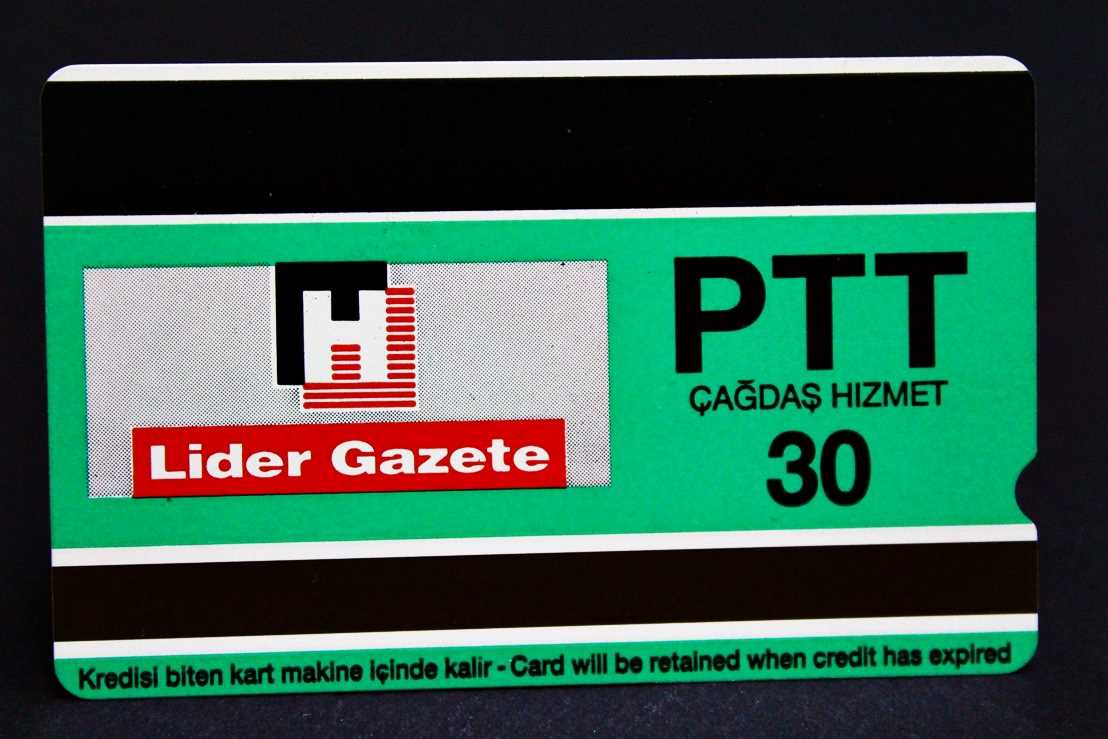 H
Lider Gazete
PTT
ÇAĞDAŞ HIZMET
30
Kredisi biten kart makine içinde kalir - Card will be retained when credit has expired